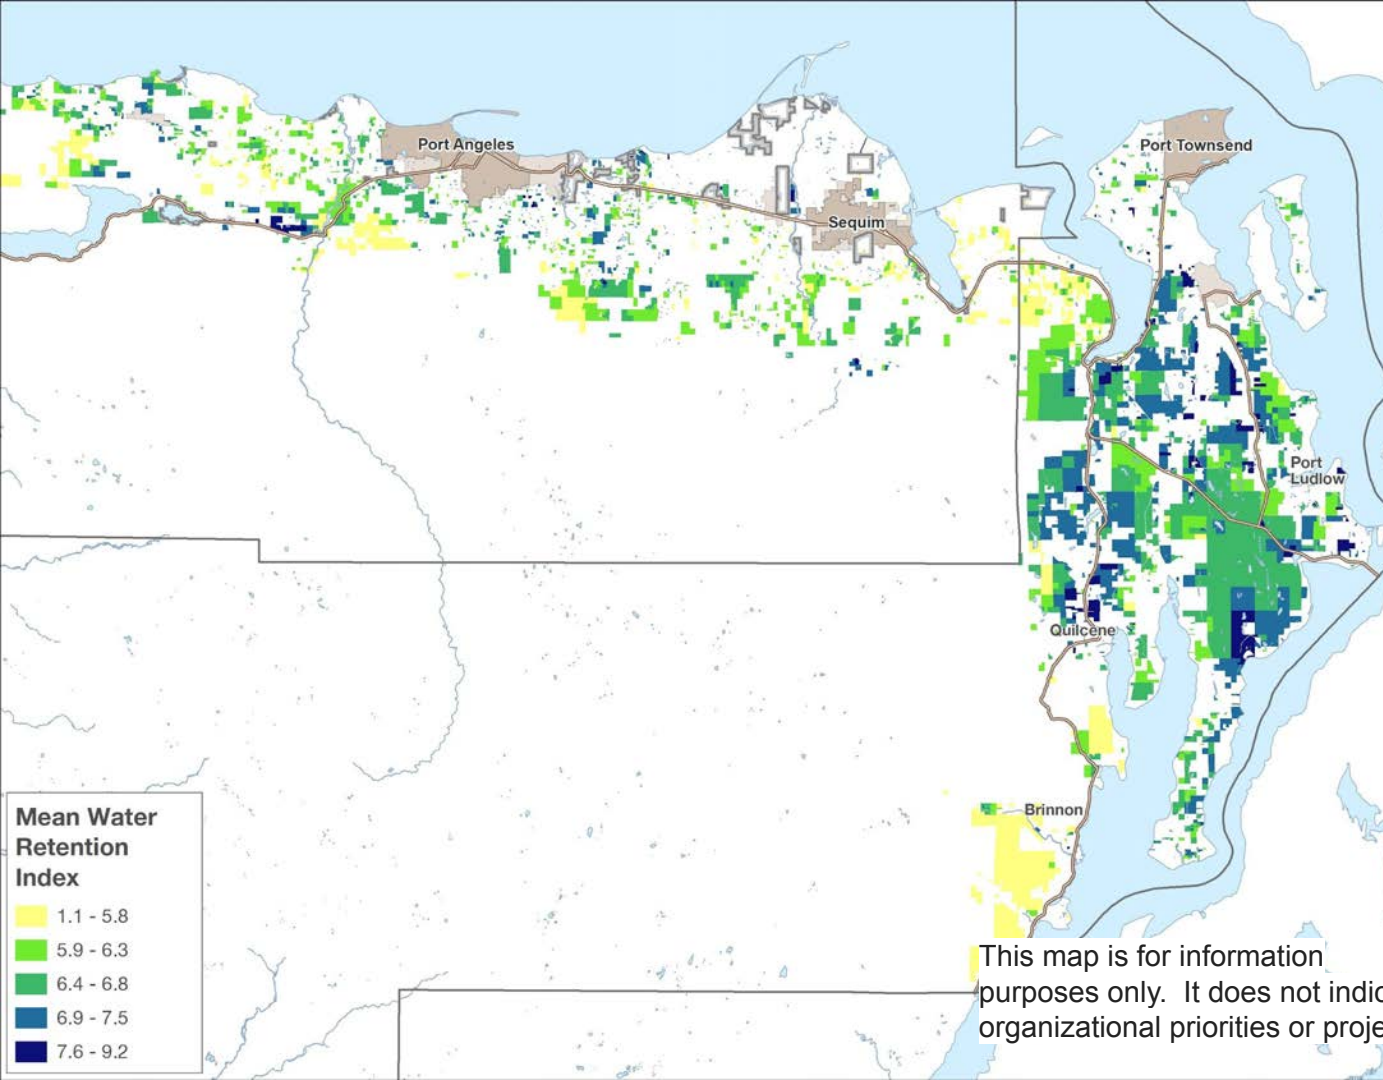 Port Angeles
Port Townsend
Sequim
Port
Ludlow
Quilcene
Brinnon
Mean Water
Retention
Index
1.1 - 5.8
5.9 - 6.3
6.4 - 6.8
6.9 - 7.5
7.6 - 9.2
This map is for information
purposes only.  It does not indic
organizational priorities or proje